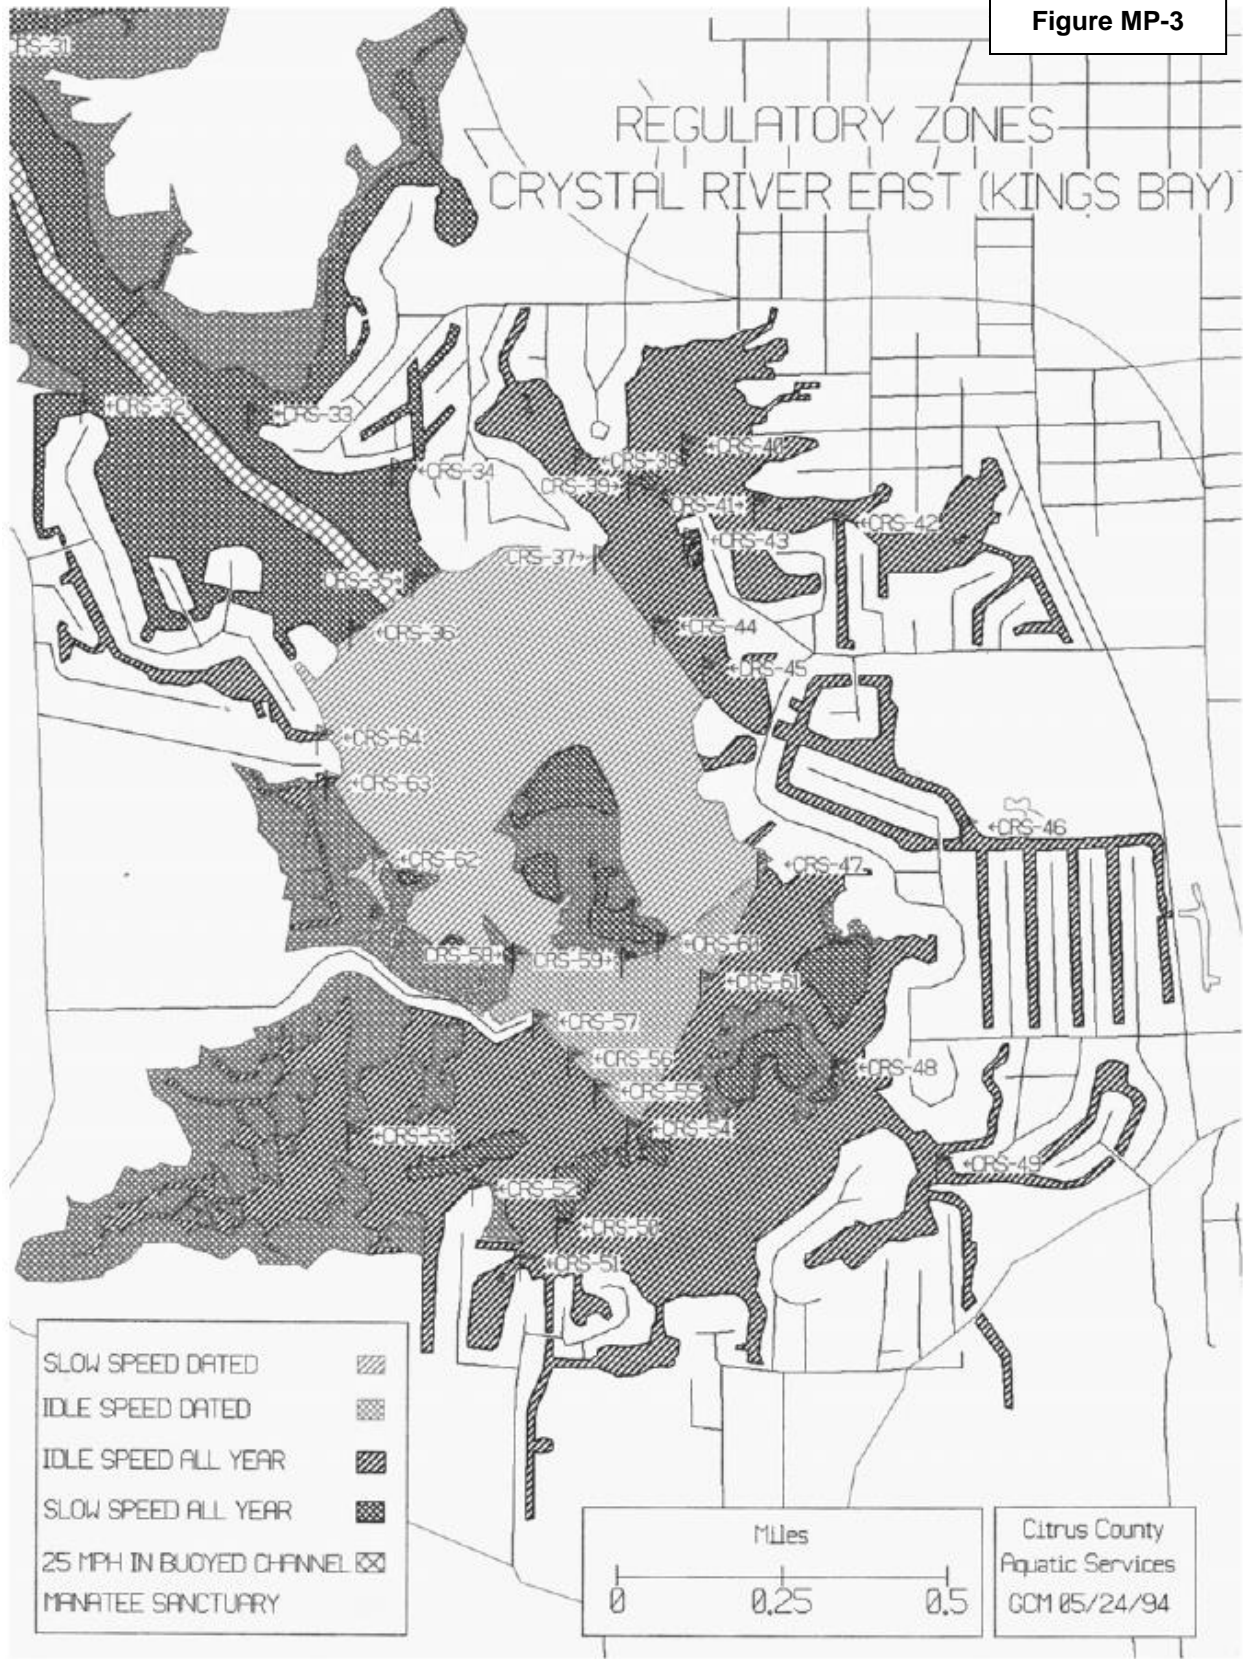 Figure MP-3
REGULATORY ZONES
CRYSTAL RIVER EAST (KINGS BAY)
RS-31
←CRS-32
←CRS-33
←CRS-34
CRS-35→
←CRS-36
CRS-37→
←CRS-38
CRS-39→
←CRS-40
CRS-41→
←CRS-42
←CRS-43
←CRS-44
←CRS-45
←CRS-64
←CRS-63
←CRS-46
←CRS-62
←CRS-47
←CRS-60
CRS-58→
CRS-59→
←CRS-61
←CRS-57
←CRS-56
←CRS-48
←CRS-55
←CRS-54
←CRS-53
←CRS-49
←CRS-52
←CRS-50
←CRS-51
SLOW SPEED DATED
IDLE SPEED DATED
IDLE SPEED ALL YEAR
SLOW SPEED ALL YEAR
25 MPH IN BUOYED CHANNEL
MANATEE SANCTUARY
Miles
0 0.25 0.5
Citrus County
Aquatic Services
GCM 05/24/94